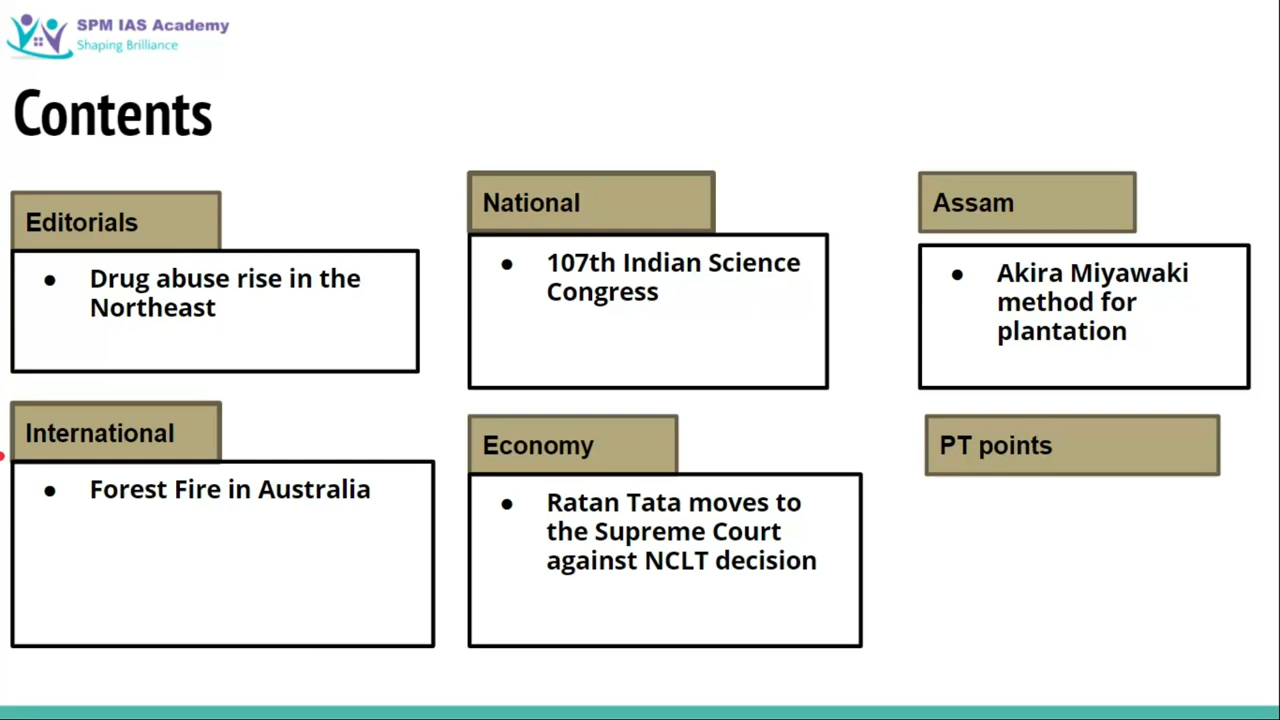 SPM IAS Academy
Shaping Brilliance
Contents
Editorials
● Drug abuse rise in the
Northeast
National
● 107th Indian Science
Congress
Assam
● Akira Miyawaki
method for
plantation
International
● Forest Fire in Australia
Economy
● Ratan Tata moves to
the Supreme Court
against NCLT decision
PT points